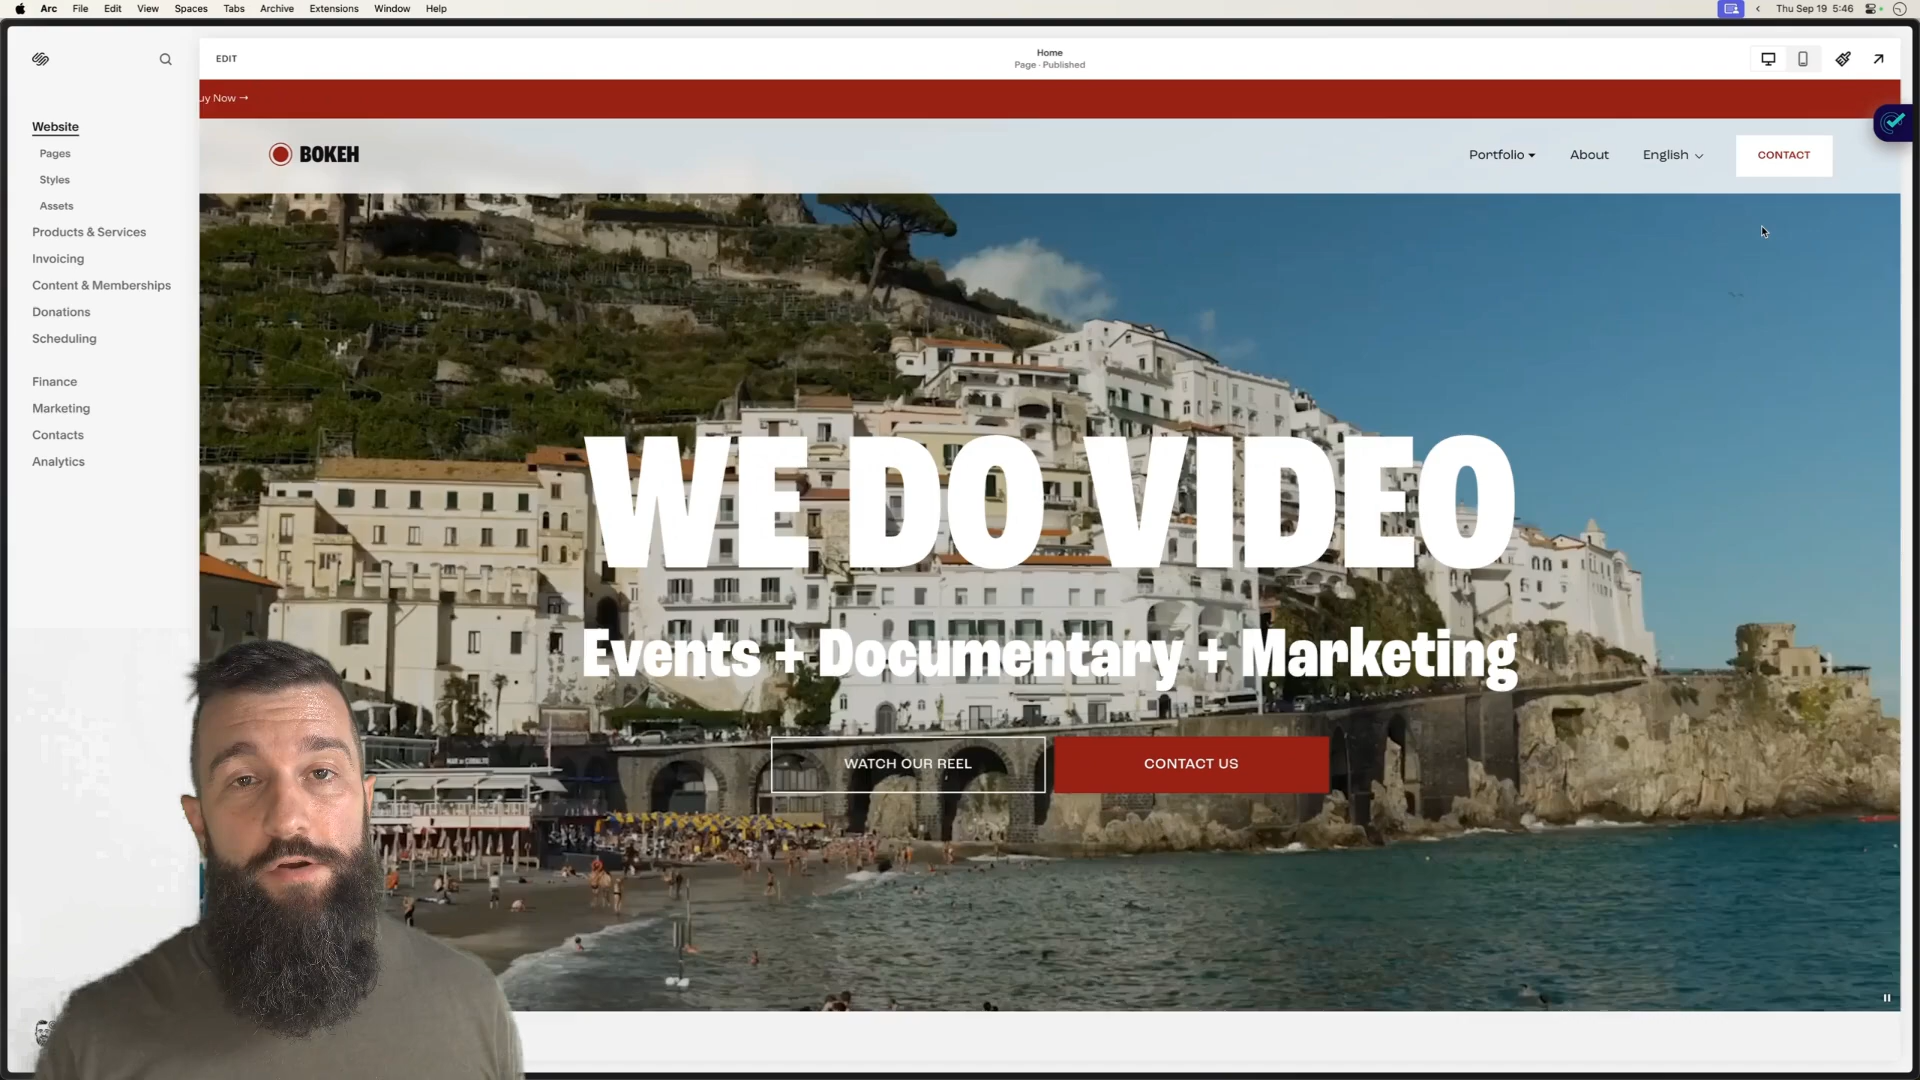 Arc File Edit View Spaces Tabs Archive Extensions Window Help
Thu Sep 19 5:46
EDIT
Home
Page · Published
uy Now →
Website
Pages
Styles
Assets
Products & Services
Invoicing
Content & Memberships
Donations
Scheduling
Finance
Marketing
Contacts
Analytics
BOKEH
Portfolio
About
English
CONTACT
WE DO VIDEO
Events + Documentary + Marketing
WATCH OUR REEL
CONTACT US